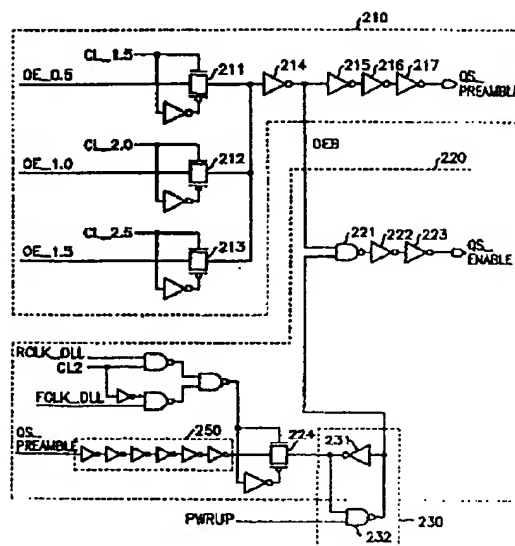 210
CL_1.5
211
214
215
216
217
OE_0.5
QS_
PREAMBLE
CL_2.0
OEB
220
OE_1.0
212
CL_2.5
221
222
223
OE_1.5
213
QS_
ENABLE
RCLK_DLL
CL2
FCLK_DLL
QS_
PREAMBLE
250
224
231
230
PWRUP
232